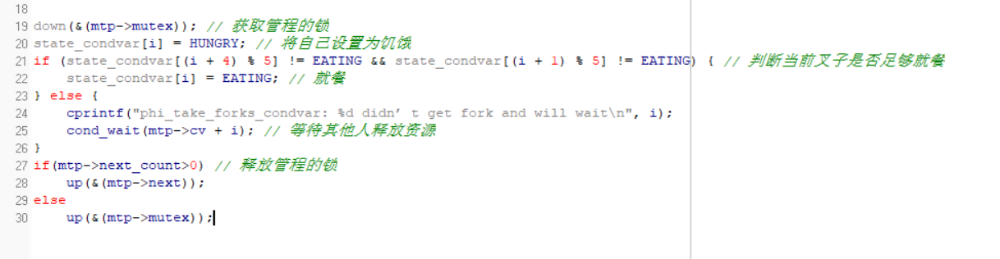 18
19 down(&(mtp->mutex)); // 获取管程的锁
20 state_condvar[i] = HUNGRY; // 将自己设置为饥饿
21 if (state_condvar[(i + 4) % 5] != EATING && state_condvar[(i + 1) % 5] != EATING) { // 判断当前叉子是否足够就餐
22     state_condvar[i] = EATING; // 就餐
23 } else {
24     cprintf("phi_take_forks_condvar: %d didn’ t get fork and will wait\n", i);
25     cond_wait(mtp->cv + i); // 等待其他人释放资源
26 }
27 if(mtp->next_count>0) // 释放管程的锁
28     up(&(mtp->next));
29 else
30     up(&(mtp->mutex));